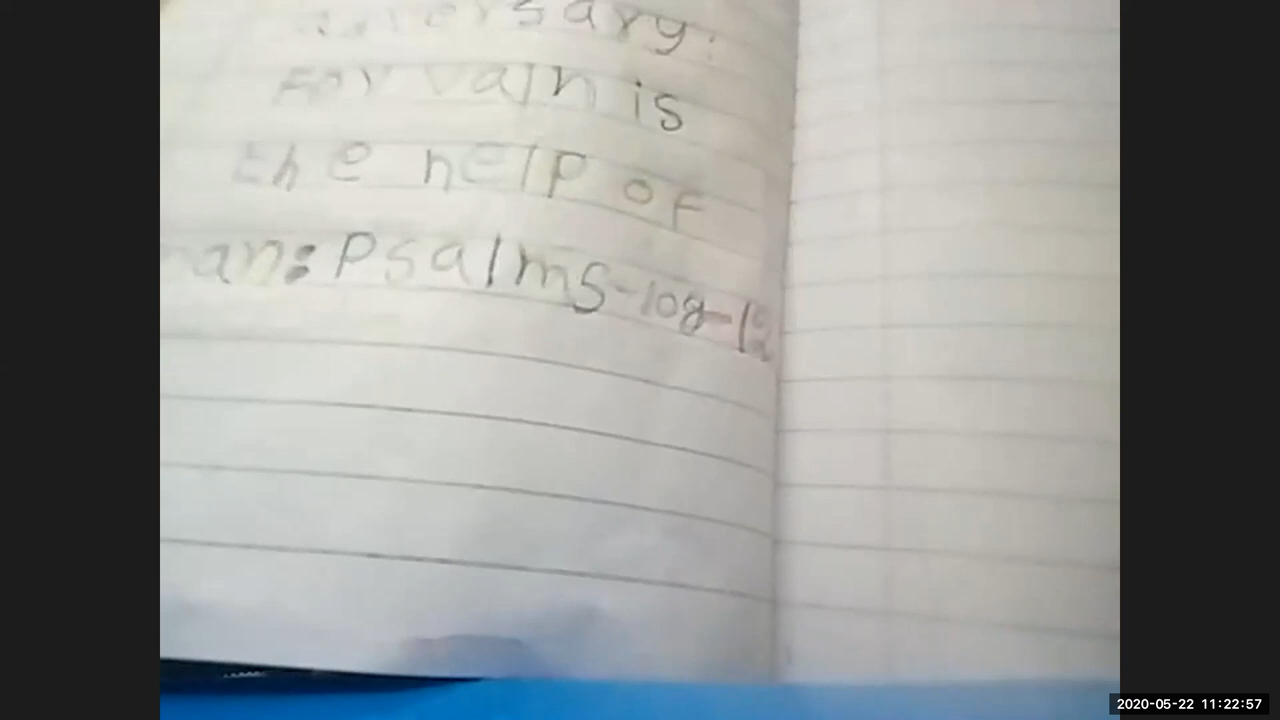 For vain is
the help of
man: Psalms-108-12
2020-05-22 11:22:57